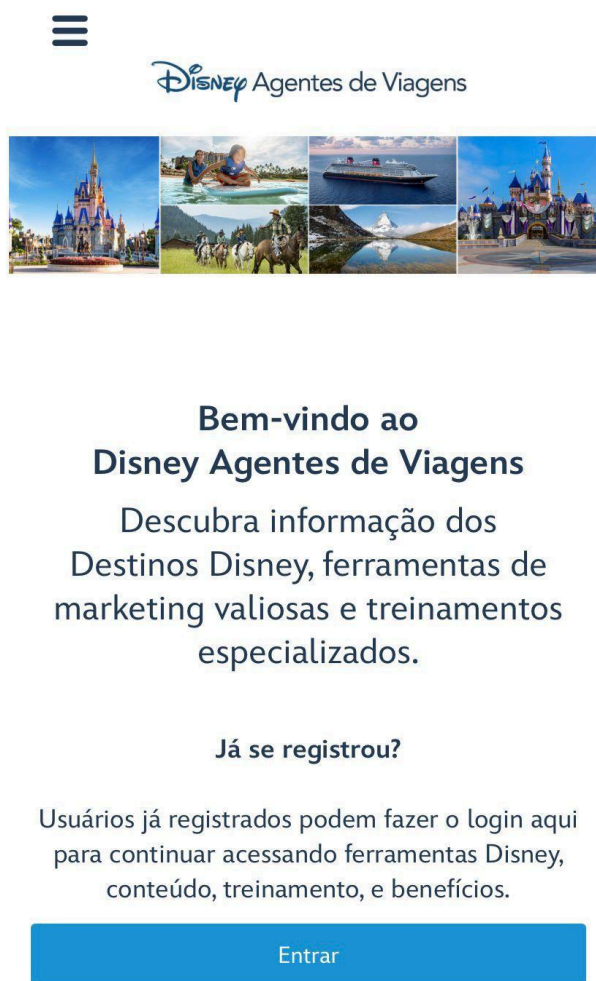 Disney Agentes de Viagens
Bem-vindo ao
Disney Agentes de Viagens
Descubra informação dos
Destinos Disney, ferramentas de
marketing valiosas e treinamentos
especializados.
Já se registrou?
Usuários já registrados podem fazer o login aqui
para continuar acessando ferramentas Disney,
conteúdo, treinamento, e benefícios.
Entrar